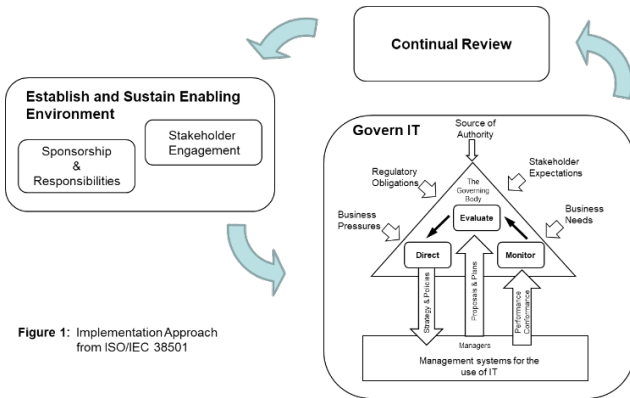 Continual Review
Establish and Sustain Enabling
Environment
Sponsorship
&
Responsibilities
Stakeholder
Engagement
Govern IT
Source of
Authority
Regulatory
Obligations
Stakeholder
Expectations
The
Governing
Body
Business
Pressures
Business
Needs
Evaluate
Direct
Monitor
Strategy & Policies
Proposals & Plans
Performance
Conformance
Managers
Management systems for the
use of IT
Figure 1: Implementation Approach
from ISO/IEC 38501